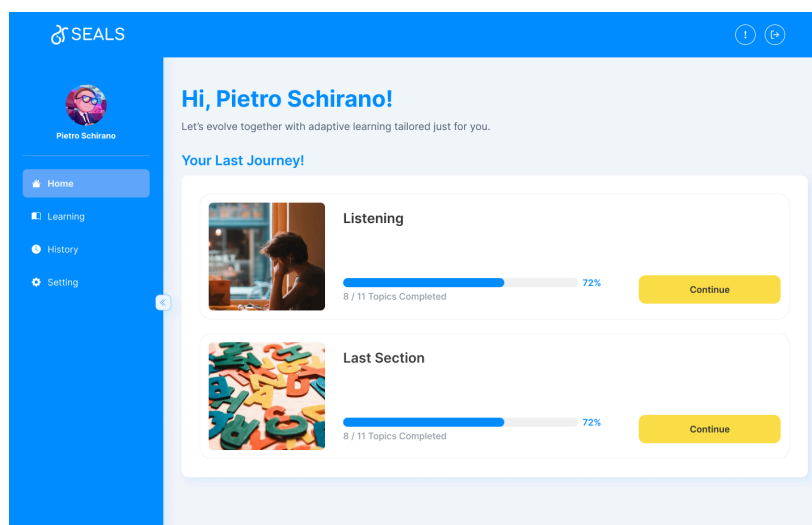 SEALS
!
Pietro Schirano
Home
Learning
History
Setting
Hi, Pietro Schirano!
Let's evolve together with adaptive learning tailored just for you.
Your Last Journey!
Listening
72%
8 / 11 Topics Completed
Continue
Last Section
72%
8 / 11 Topics Completed
Continue